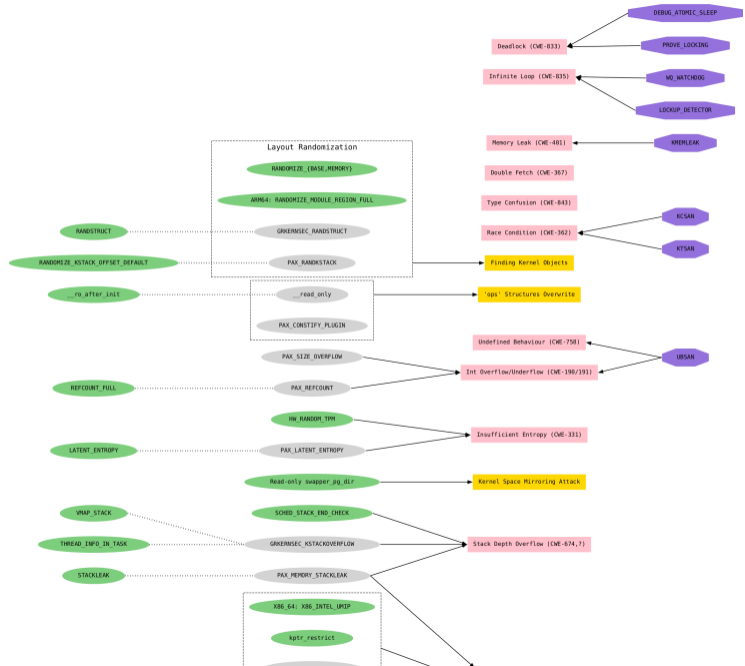 DEBUG_ATOMIC_SLEEP
Deadlock (CWE-833)
PROVE_LOCKING
Infinite Loop (CWE-835)
WQ_WATCHDOG
LOCKUP_DETECTOR
Layout Randomization
Memory Leak (CWE-401)
KMEMLEAK
RANDOMIZE_{BASE,MEMORY}
Double Fetch (CWE-367)
ARM64: RANDOMIZE_MODULE_REGION_FULL
Type Confusion (CWE-843)
KCSAN
RANDSTRUCT
GRKERNSEC_RANDSTRUCT
Race Condition (CWE-362)
KTSAN
RANDOMIZE_KSTACK_OFFSET_DEFAULT
PAX_RANDKSTACK
Finding Kernel Objects
__ro_after_init
__read_only
'ops' Structures Overwrite
PAX_CONSTIFY_PLUGIN
Undefined Behaviour (CWE-758)
PAX_SIZE_OVERFLOW
UBSAN
Int Overflow/Underflow (CWE-190/191)
REFCOUNT_FULL
PAX_REFCOUNT
HW_RANDOM_TPM
Insufficient Entropy (CWE-331)
LATENT_ENTROPY
PAX_LATENT_ENTROPY
Read-only swapper_pg_dir
Kernel Space Mirroring Attack
VMAP_STACK
SCHED_STACK_END_CHECK
THREAD_INFO_IN_TASK
GRKERNSEC_KSTACKOVERFLOW
Stack Depth Overflow (CWE-674,?)
STACKLEAK
PAX_MEMORY_STACKLEAK
X86_64: X86_INTEL_UMIP
kptr_restrict